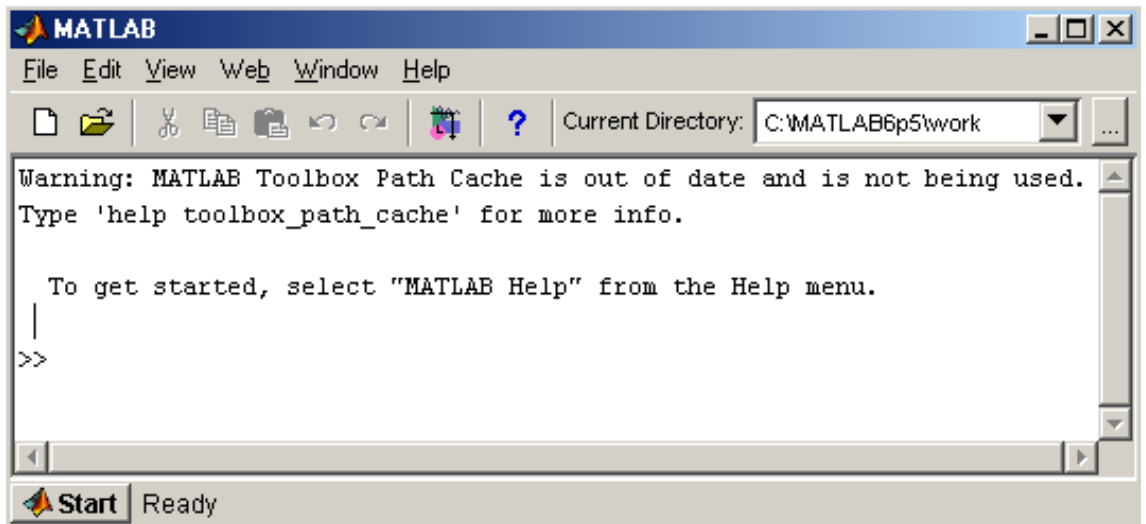 MATLAB
File Edit View Web Window Help
? Current Directory: C:\MATLAB6p5\work ...
Warning: MATLAB Toolbox Path Cache is out of date and is not being used.
Type 'help toolbox_path_cache' for more info.
To get started, select "MATLAB Help" from the Help menu.
>>
Start Ready